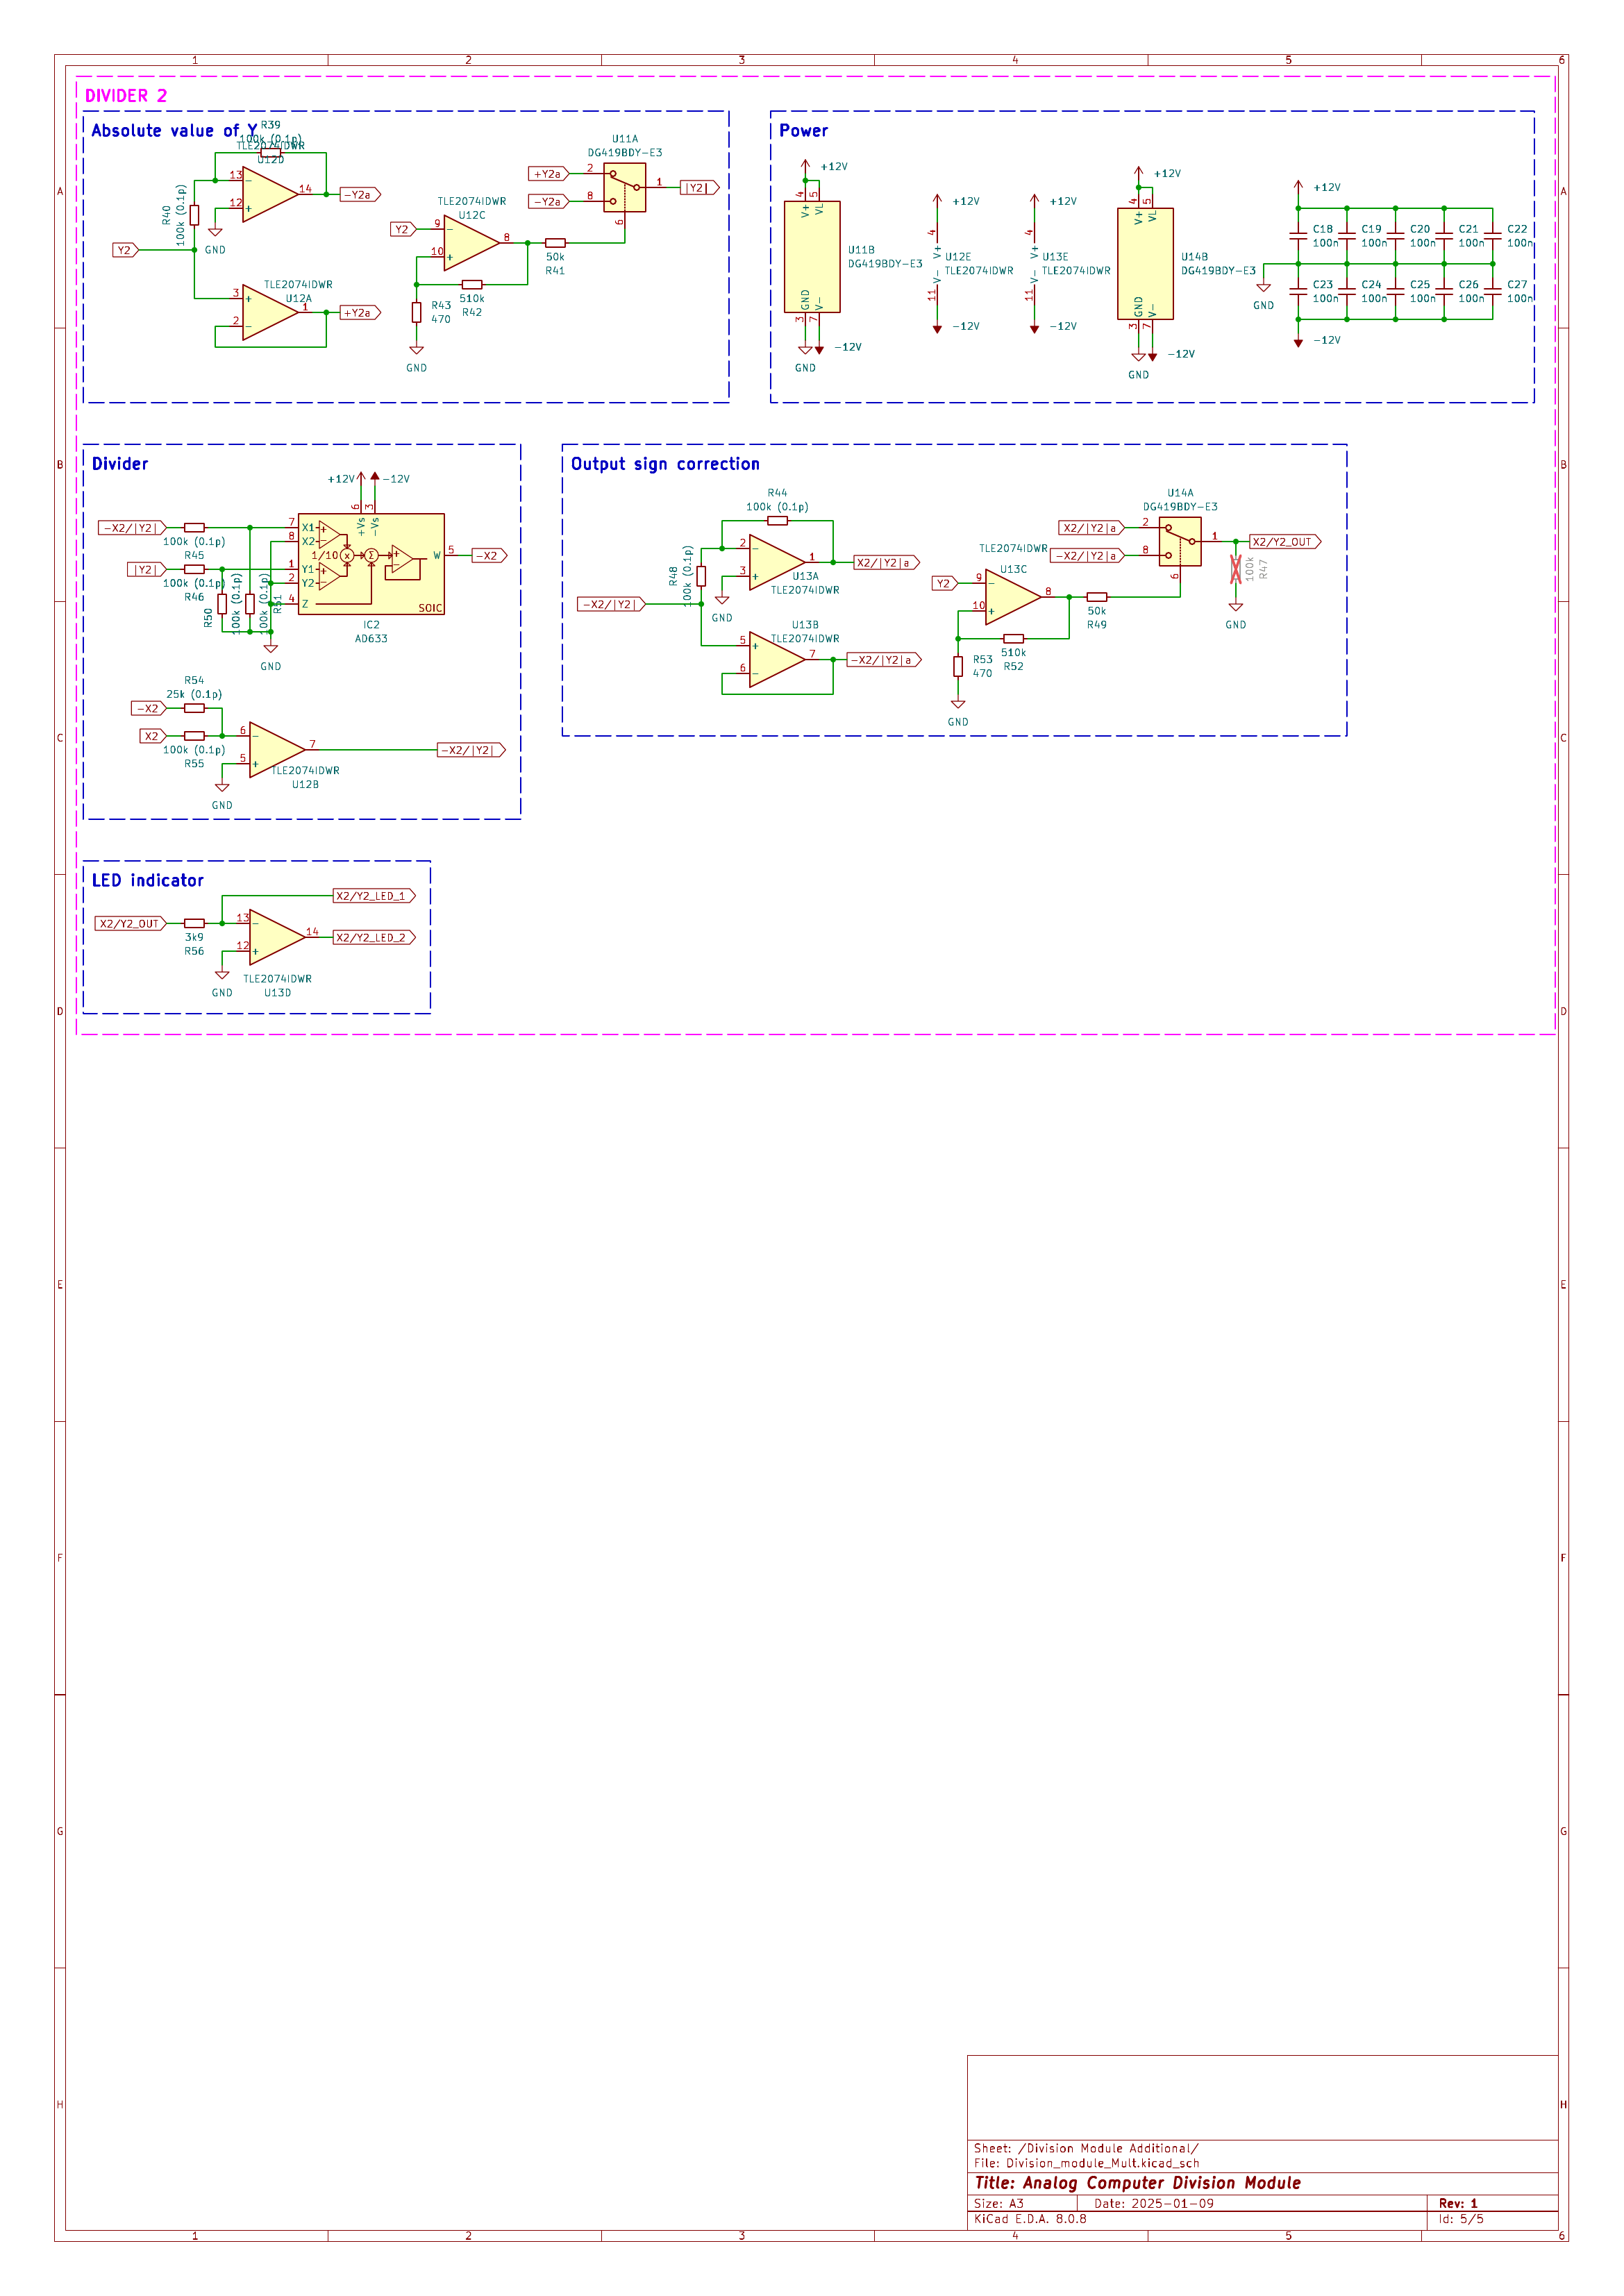 1 2 3 4 5 6
DIVIDER 2
Absolute value of Y
R39
100k (0.1p)
TLE2074IDWR
U12D
13
14
12
-Y2a
R40
100k (0.1p)
GND
Y2
TLE2074IDWR
U12A
3
1
2
+Y2a
TLE2074IDWR
U12C
Y2
9
8
10
50k
R41
510k
R42
R43
470
GND
U11A
DG419BDY-E3
+Y2a
2
1
|Y2|
-Y2a
8
6
Power
+12V
4
5
V+
VL
U11B
DG419BDY-E3
GND
V-
3
7
-12V
GND
+12V
4
V+
U12E
TLE2074IDWR
V-
11
-12V
+12V
4
V+
U13E
TLE2074IDWR
V-
11
-12V
+12V
4
5
V+
VL
U14B
DG419BDY-E3
GND
V-
3
7
-12V
GND
+12V
C18
100n
C19
100n
C20
100n
C21
100n
C22
100n
GND
C23
100n
C24
100n
C25
100n
C26
100n
C27
100n
-12V
Divider
+12V
-12V
6
3
+Vs
-Vs
-X2/|Y2|
100k (0.1p)
R45
7
X1
8
X2
1/10
x
Σ
|Y2|
100k (0.1p)
R46
1
Y1
2
Y2
4
Z
W
5
-X2
SOIC
IC2
AD633
R50
100k (0.1p)
100k (0.1p)
R51
GND
R54
25k (0.1p)
-X2
X2
100k (0.1p)
R55
6
7
5
TLE2074IDWR
U12B
GND
-X2/|Y2|
Output sign correction
R44
100k (0.1p)
2
1
3
U13A
TLE2074IDWR
X2/|Y2|a
R48
100k (0.1p)
GND
-X2/|Y2|
U13B
TLE2074IDWR
5
7
6
-X2/|Y2|a
TLE2074IDWR
U13C
Y2
9
8
10
50k
R49
510k
R52
R53
470
GND
U14A
DG419BDY-E3
X2/|Y2|a
2
1
X2/Y2_OUT
-X2/|Y2|a
8
6
100k
R47
GND
LED indicator
X2/Y2_LED_1
X2/Y2_OUT
3k9
R56
13
14
12
X2/Y2_LED_2
GND
TLE2074IDWR
U13D
A
B
C
D
E
F
G
H
A
B
C
D
E
F
G
H
Sheet: /Division Module Additional/
File: Division_module_Mult.kicad_sch
Title: Analog Computer Division Module
Size: A3
Date: 2025-01-09
Rev: 1
KiCad E.D.A. 8.0.8
Id: 5/5
1 2 3 4 5 6